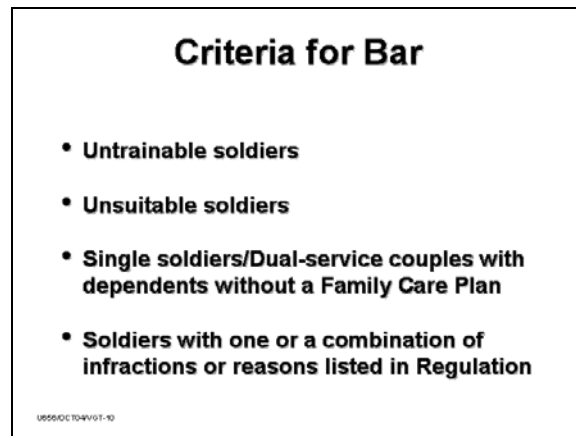 Criteria for Bar
• Untrainable soldiers
• Unsuitable soldiers
• Single soldiers/Dual-service couples with
dependents without a Family Care Plan
• Soldiers with one or a combination of
infractions or reasons listed in Regulation